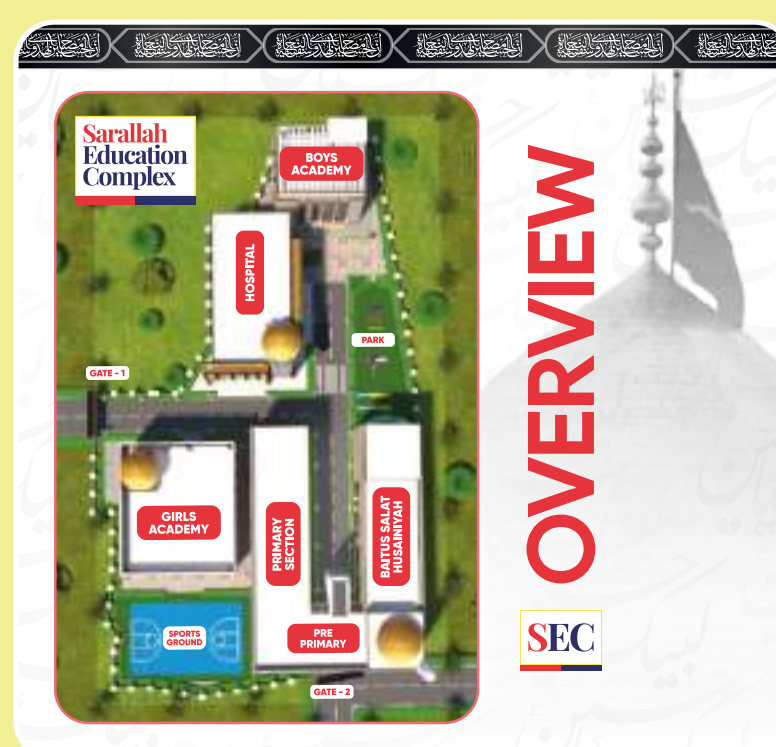 Sarallah
Education
Complex
BOYS
ACADEMY
HOSPITAL
PARK
GATE - 1
GIRLS
ACADEMY
PRIMARY
SECTION
BAITUS SALAT
HUSAINIYAH
SPORTS
GROUND
PRE
PRIMARY
GATE - 2
OVERVIEW
SEC